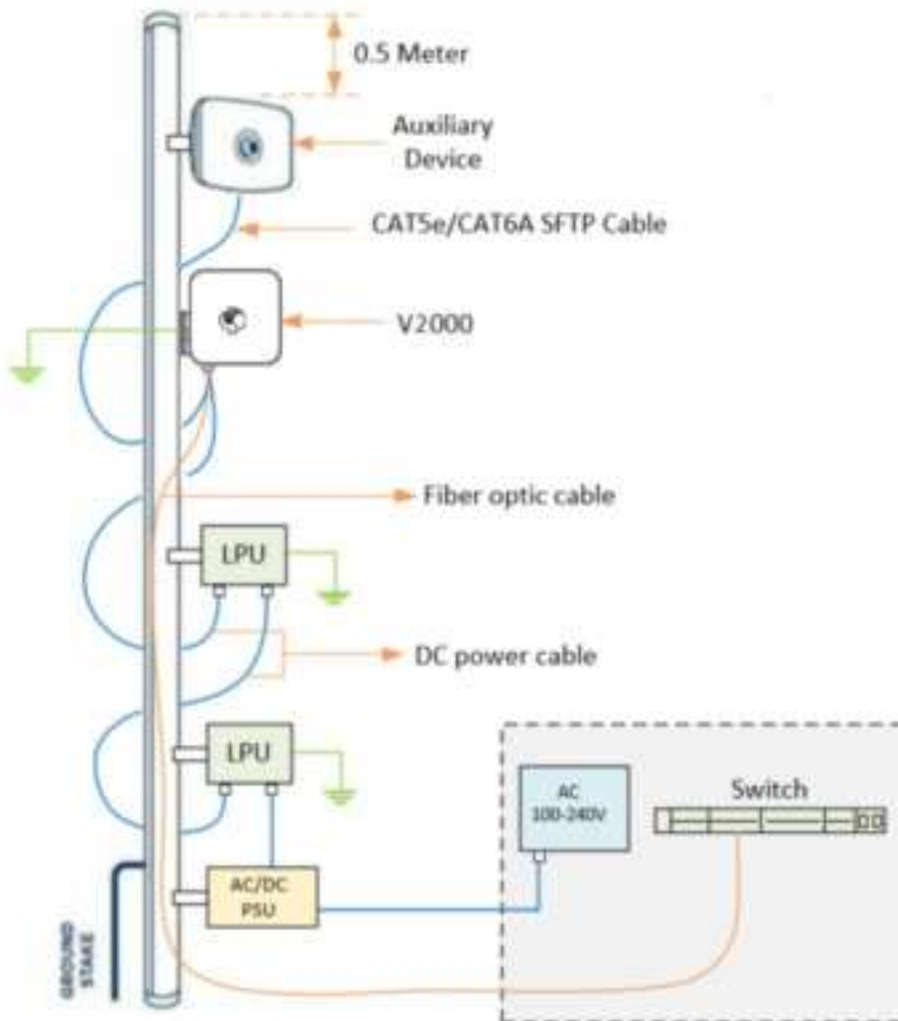 0.5 Meter
Auxiliary
Device
CAT5e/CAT6A SFTP Cable
V2000
Fiber optic cable
LPU
DC power cable
LPU
AC
100-240V
Switch
AC/DC
PSU
GROUND
STAKE